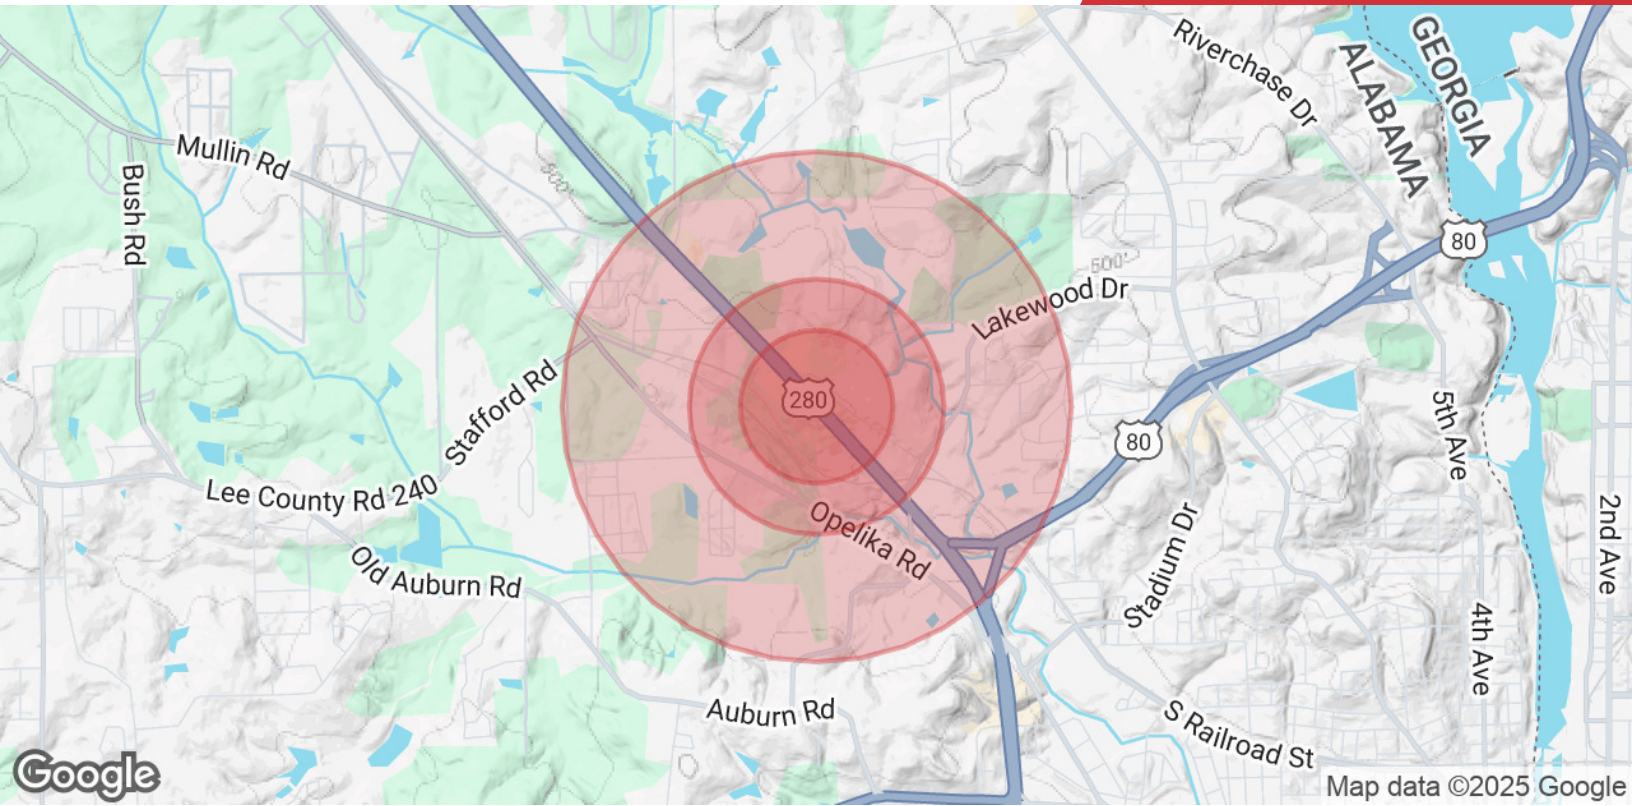 Riverchase Dr
GEORGIA
ALABAMA
Mullin Rd
Bush Rd
500'
80
500'
Lakewood Dr
280
Stafford Rd
5th Ave
80
Lee County Rd 240
Opelika Rd
2nd Ave
Old Auburn Rd
Stadium Dr
4th Ave
Auburn Rd
S Railroad St
Google
Map data ©2025 Google